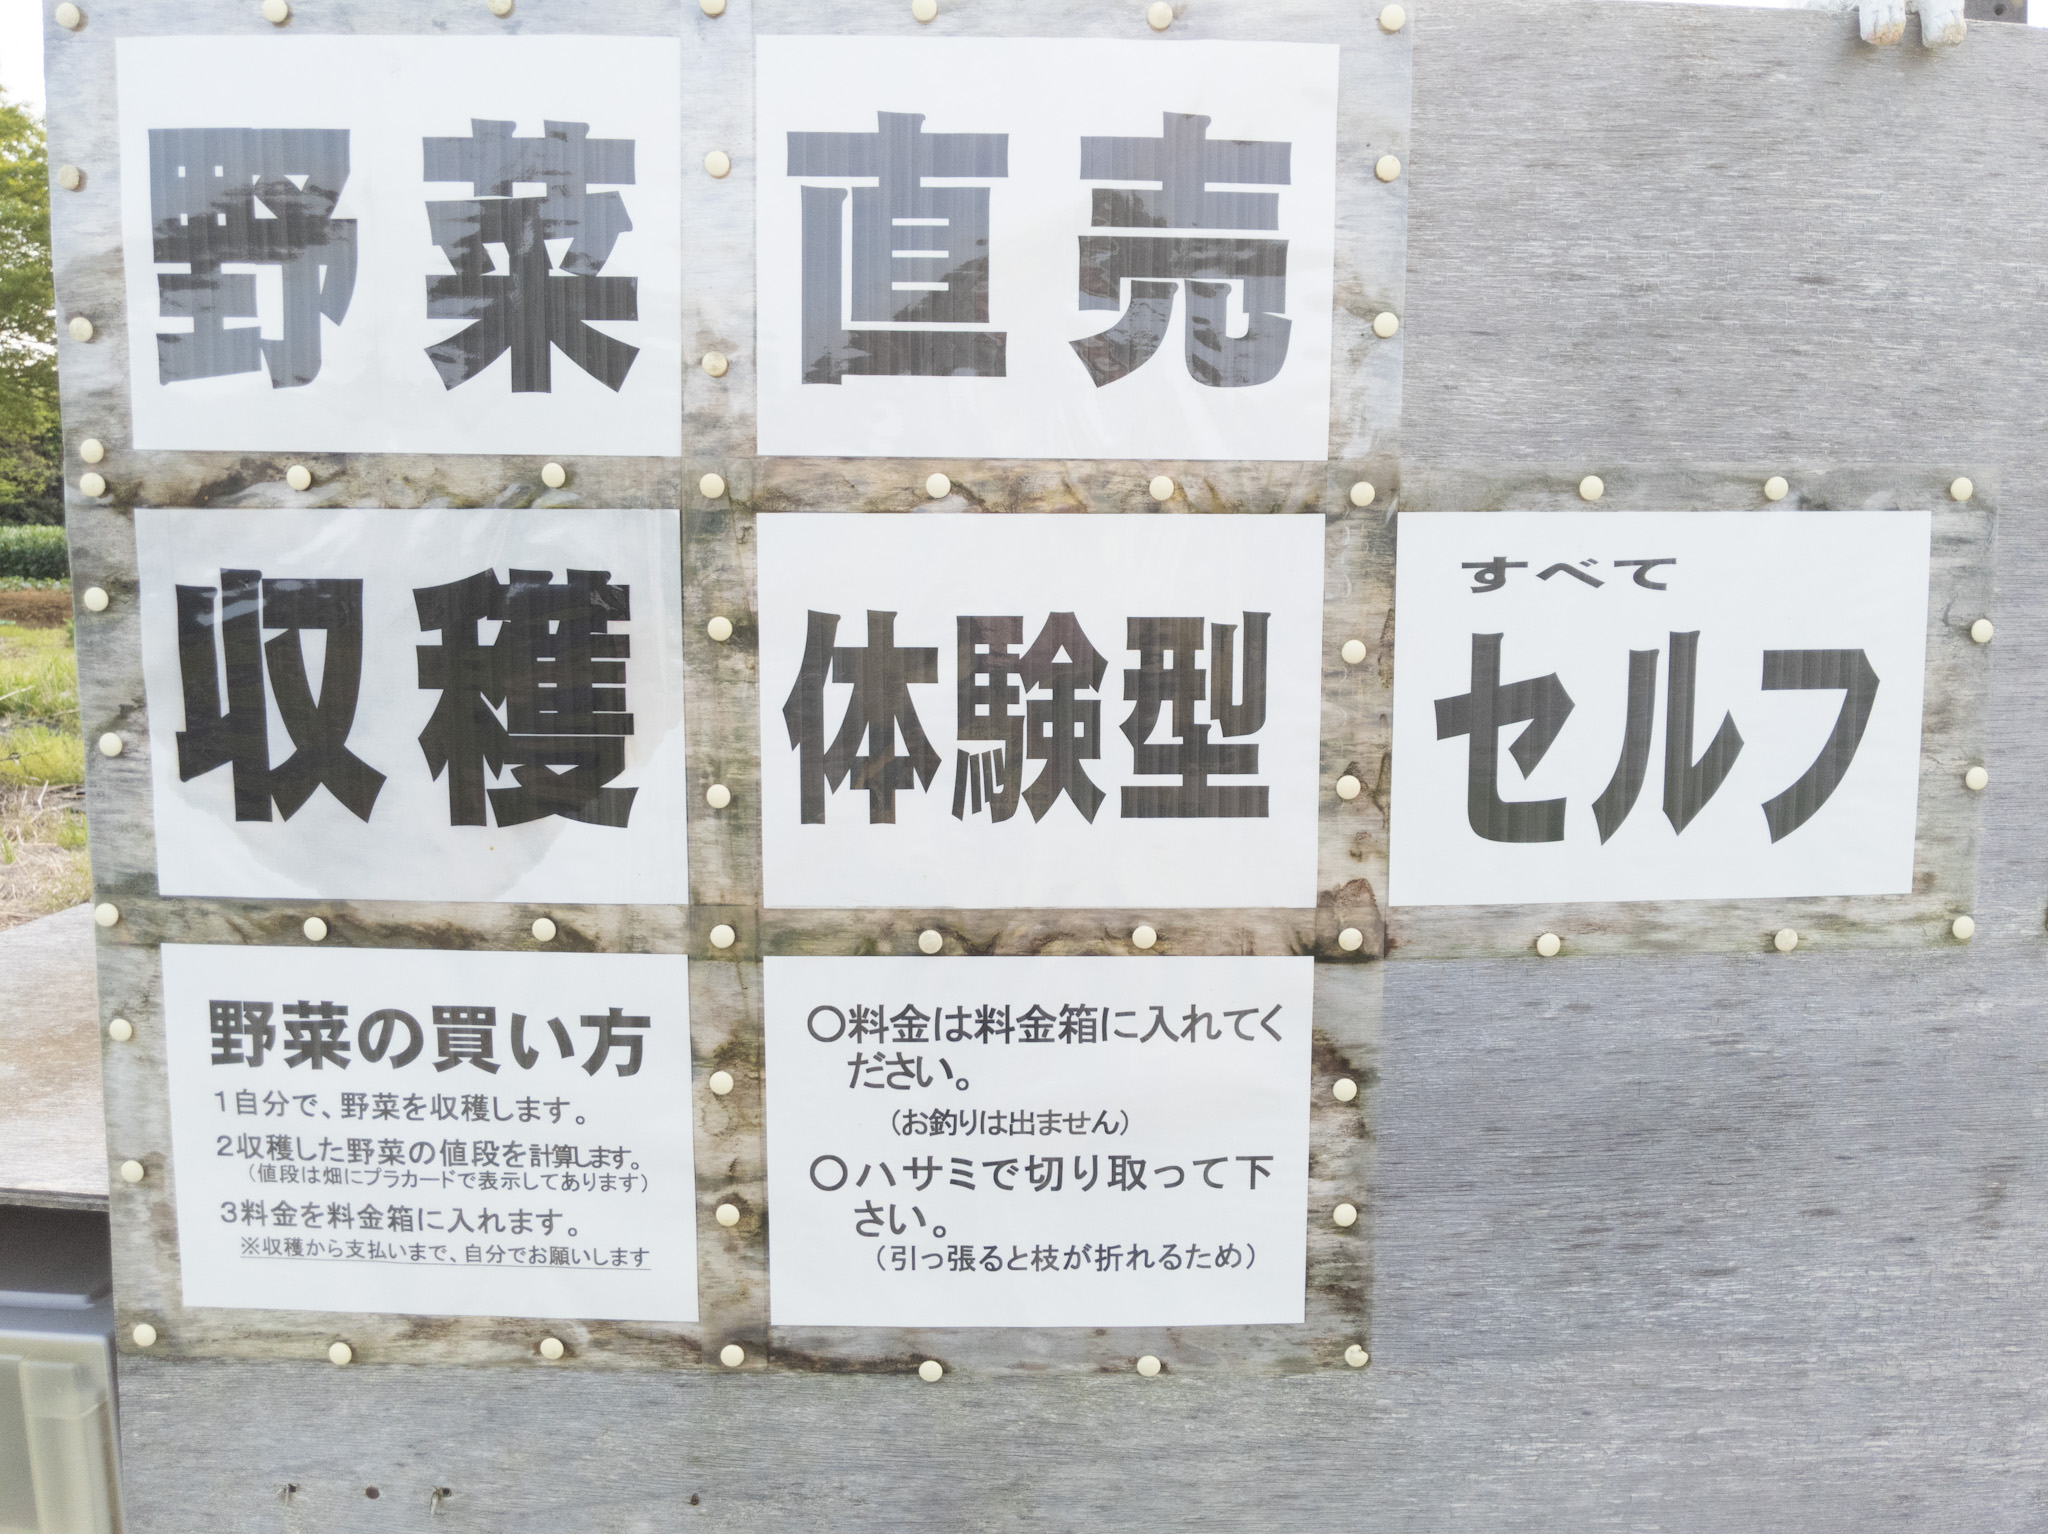 野菜
直売
収穫
体験型
すべて
セルフ
野菜の買い方
1自分で、野菜を収穫します。
2収穫した野菜の値段を計算します。
(値段は畑にプラカードで表示してあります)
3料金を料金箱に入れます。
※収穫から支払いまで、自分でお願いします
〇料金は料金箱に入れてく
ださい。
(お釣りは出ません)
〇ハサミで切り取って下
さい。
(引っ張ると枝が折れるため)